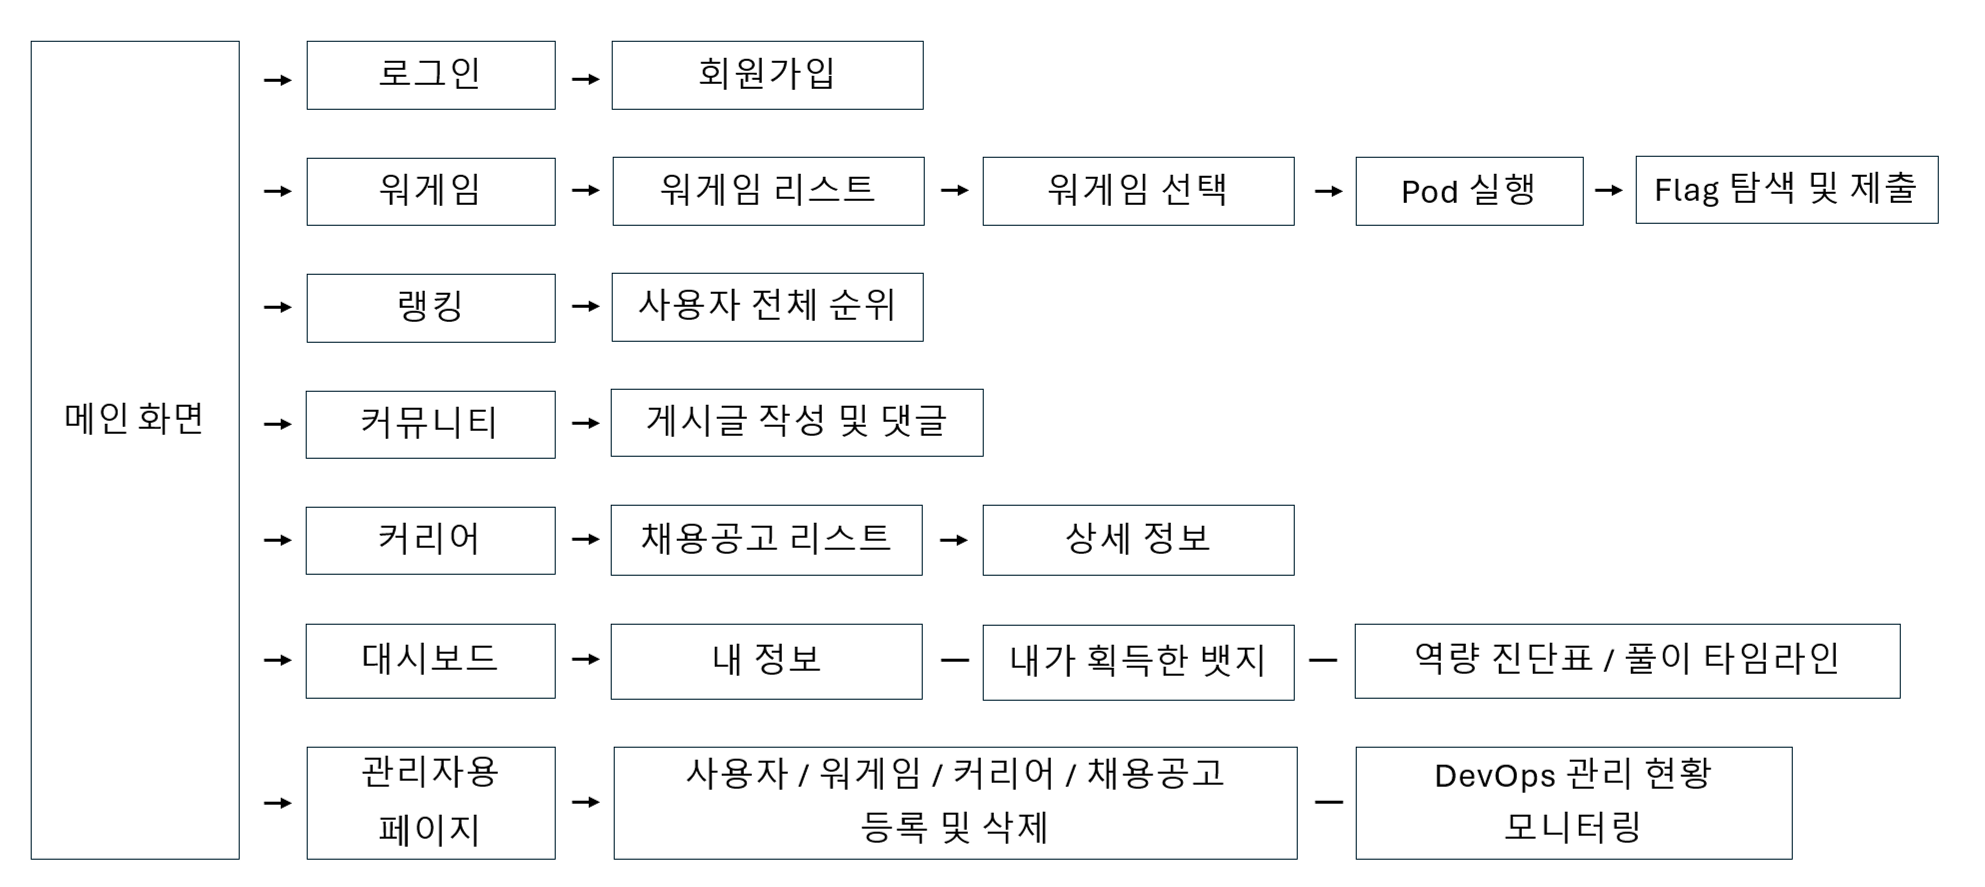 메인 화면
로그인
회원가입
워게임
워게임 리스트
워게임 선택
Pod 실행
Flag 탐색 및 제출
랭킹
사용자 전체 순위
커뮤니티
게시글 작성 및 댓글
커리어
채용공고 리스트
상세 정보
대시보드
내 정보
내가 획득한 뱃지
역량 진단표 / 풀이 타임라인
관리자용
페이지
사용자 / 워게임 / 커리어 / 채용공고
등록 및 삭제
DevOps 관리 현황
모니터링